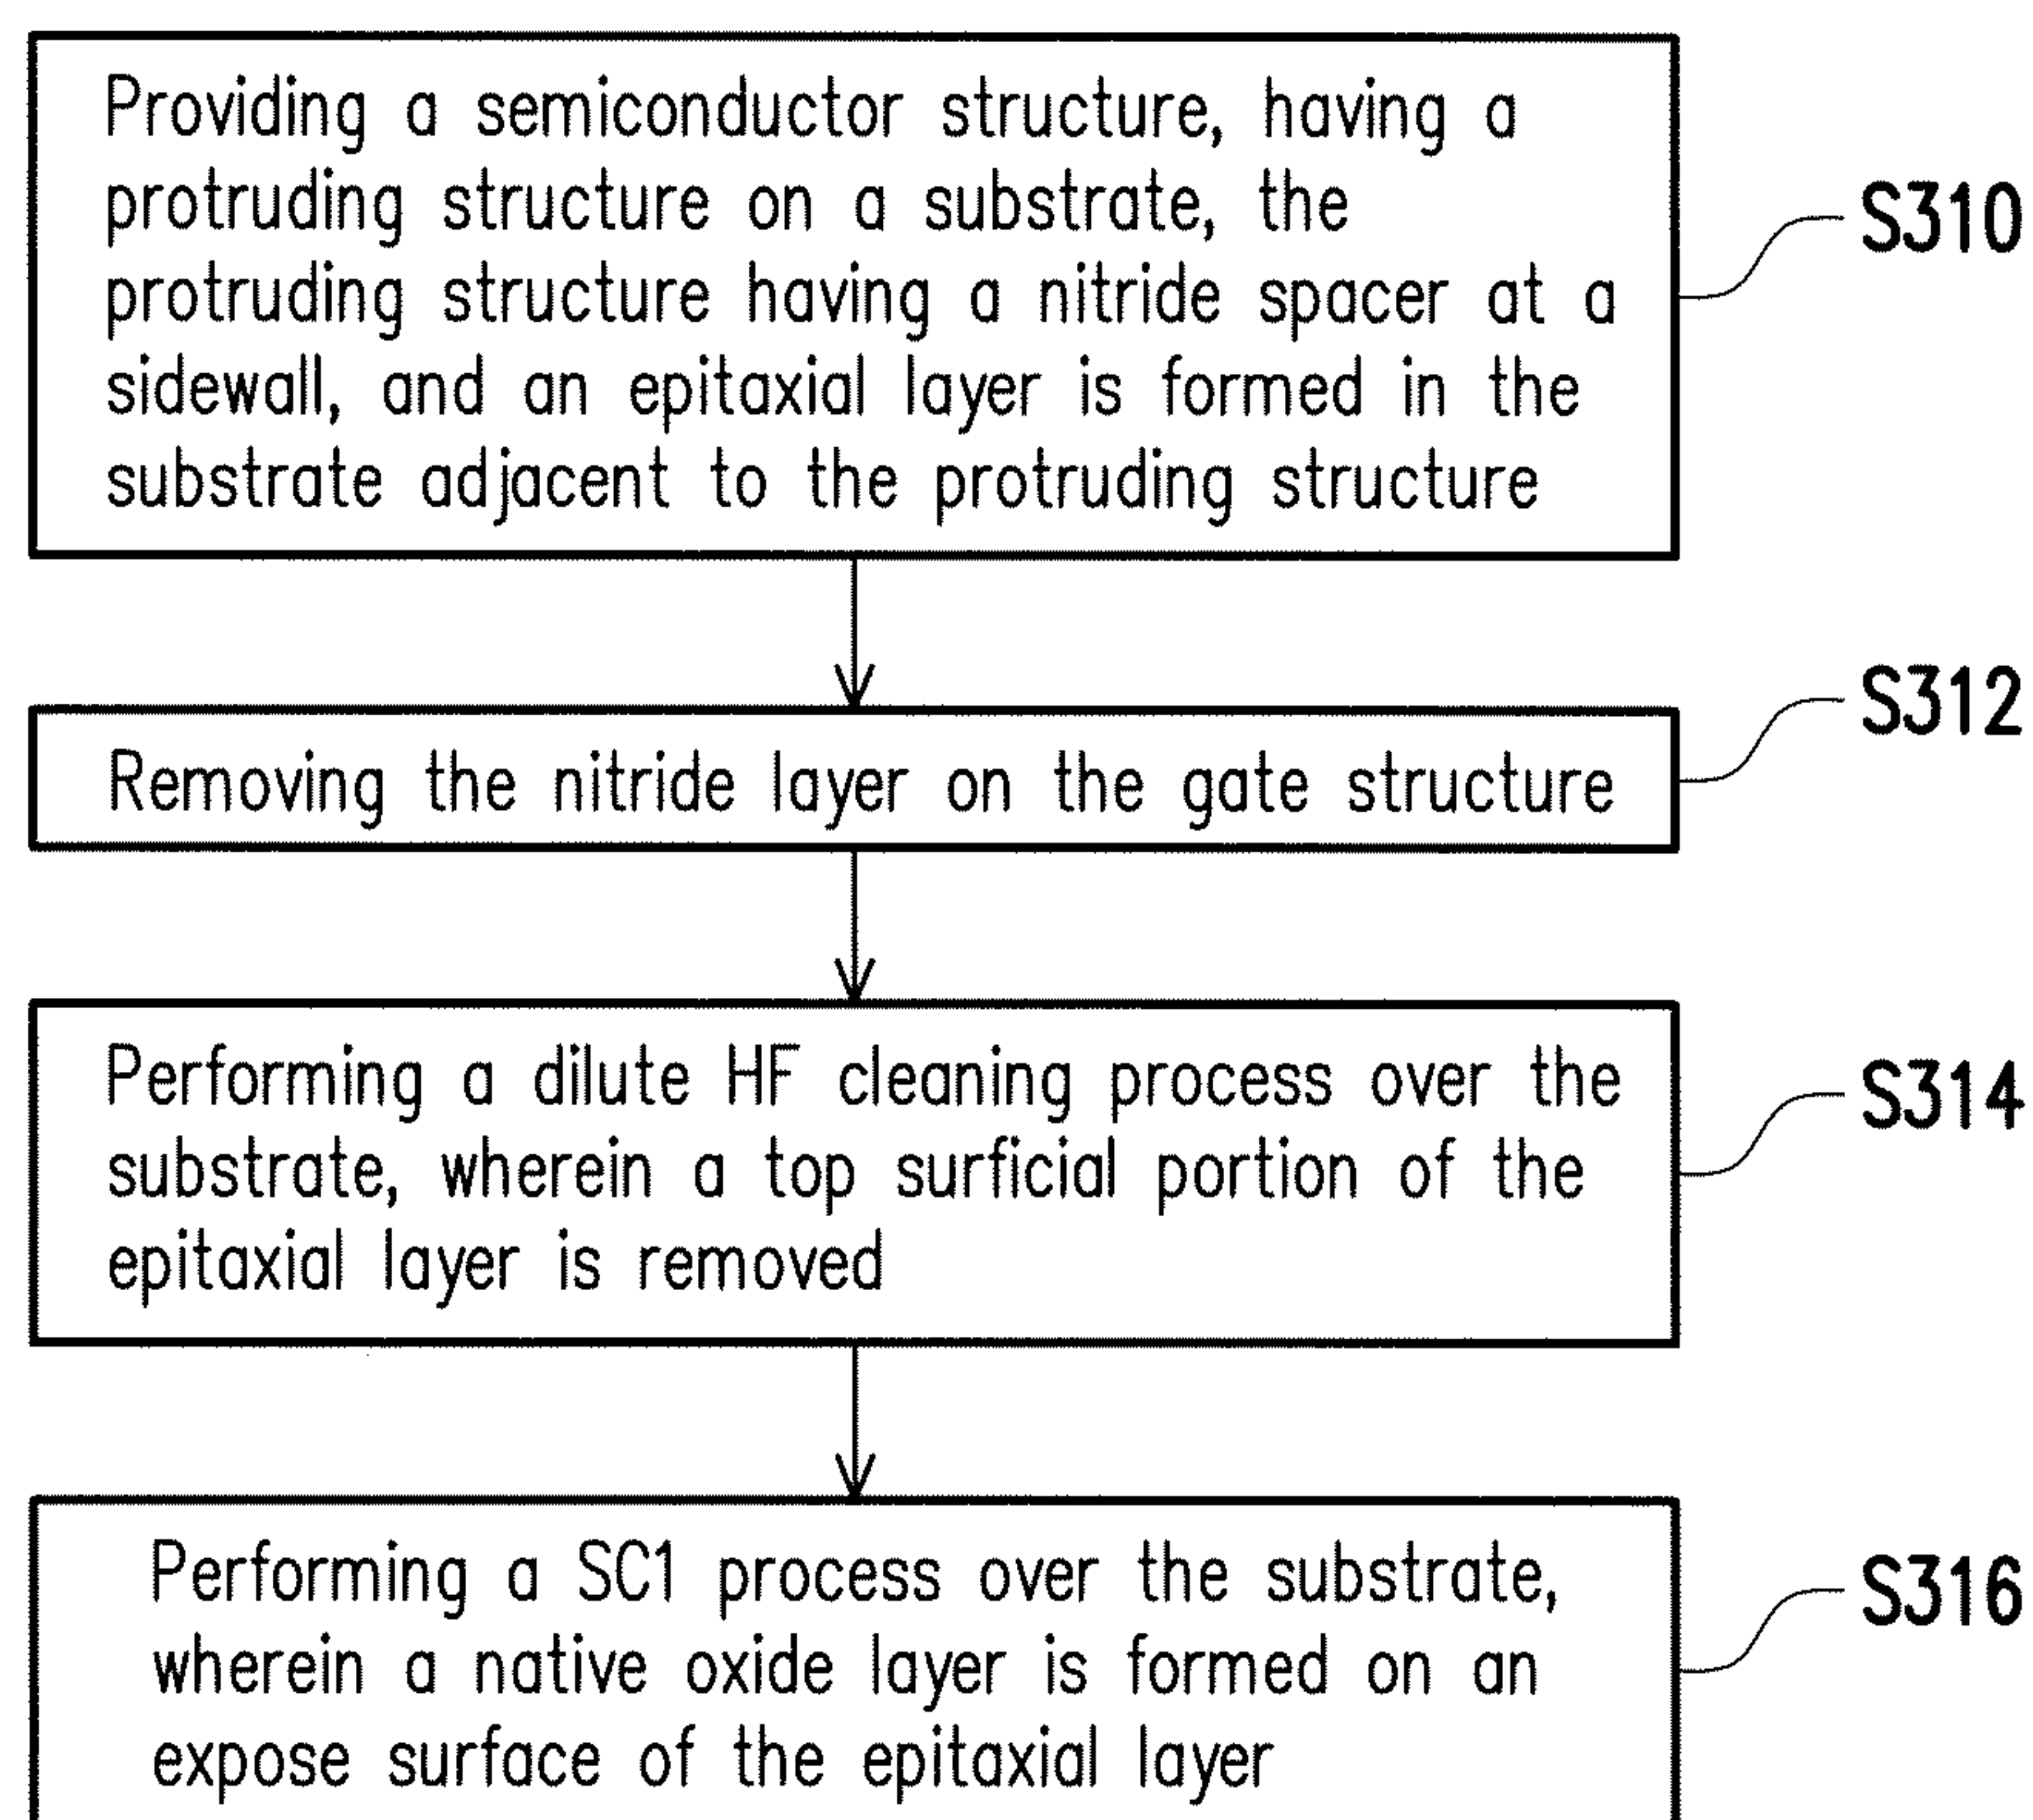 Providing a semiconductor structure, having a
protruding structure on a substrate, the
protruding structure having a nitride spacer at a
sidewall, and an epitaxial layer is formed in the
substrate adjacent to the protruding structure
S310
Removing the nitride layer on the gate structure
S312
Performing a dilute HF cleaning process over the
substrate, wherein a top surficial portion of the
epitaxial layer is removed
S314
Performing a SC1 process over the substrate,
wherein a native oxide layer is formed on an
expose surface of the epitaxial layer
S316